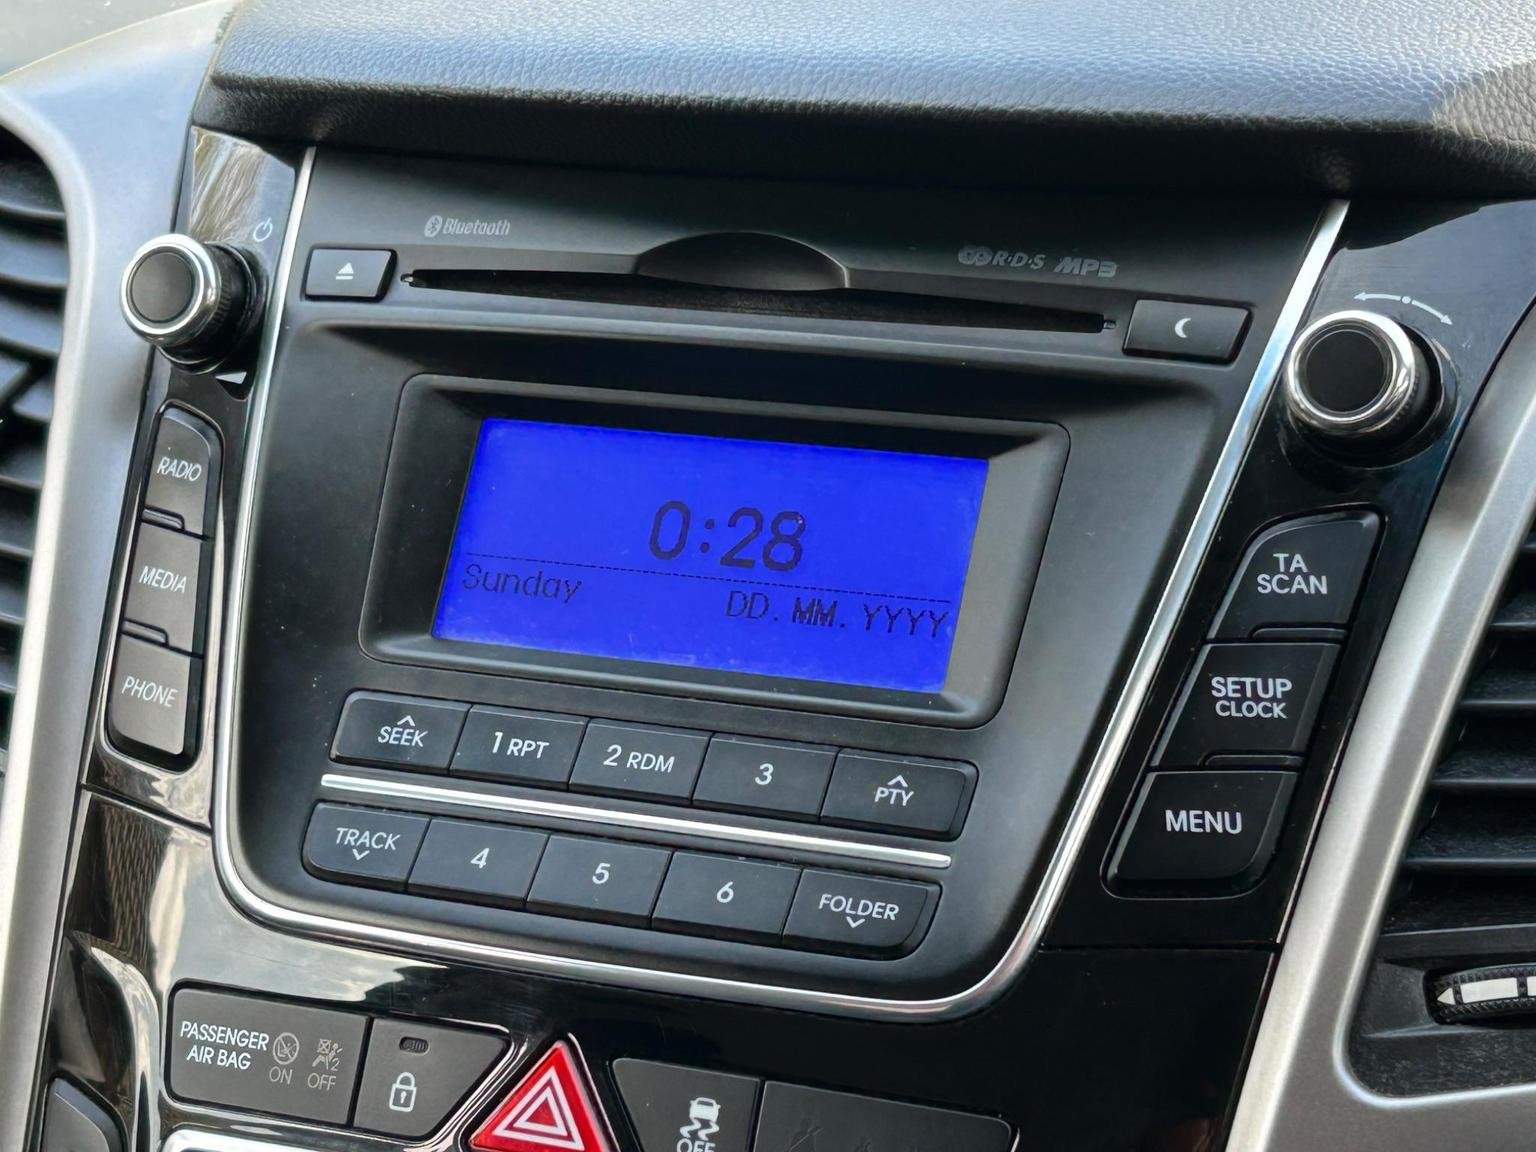 Bluetooth
R·D·S MP3
RADIO
MEDIA
PHONE
0:28
Sunday DD. MM. YYYY
TA
SCAN
SETUP
CLOCK
MENU
SEEK 1 RPT 2 RDM 3 PTY
TRACK 4 5 6 FOLDER
PASSENGER
AIR BAG
ON OFF
OFF